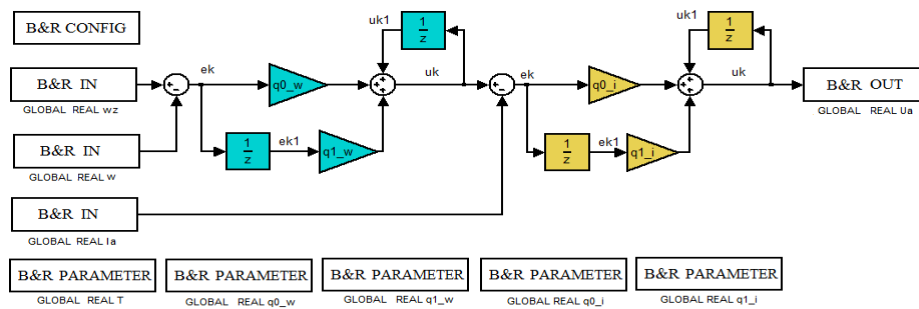 B&R CONFIG
B&R IN
GLOBAL REAL wz
B&R IN
GLOBAL REAL w
B&R IN
GLOBAL REAL Ia
ek
q0_w
1
z
ek1
q1_w
uk1
1
z
uk
ek
q0_i
1
z
ek1
q1_i
uk1
1
z
uk
B&R OUT
GLOBAL REAL Ua
B&R PARAMETER
GLOBAL REAL T
B&R PARAMETER
GLOBAL REAL q0_w
B&R PARAMETER
GLOBAL REAL q1_w
B&R PARAMETER
GLOBAL REAL q0_i
B&R PARAMETER
GLOBAL REAL q1_i